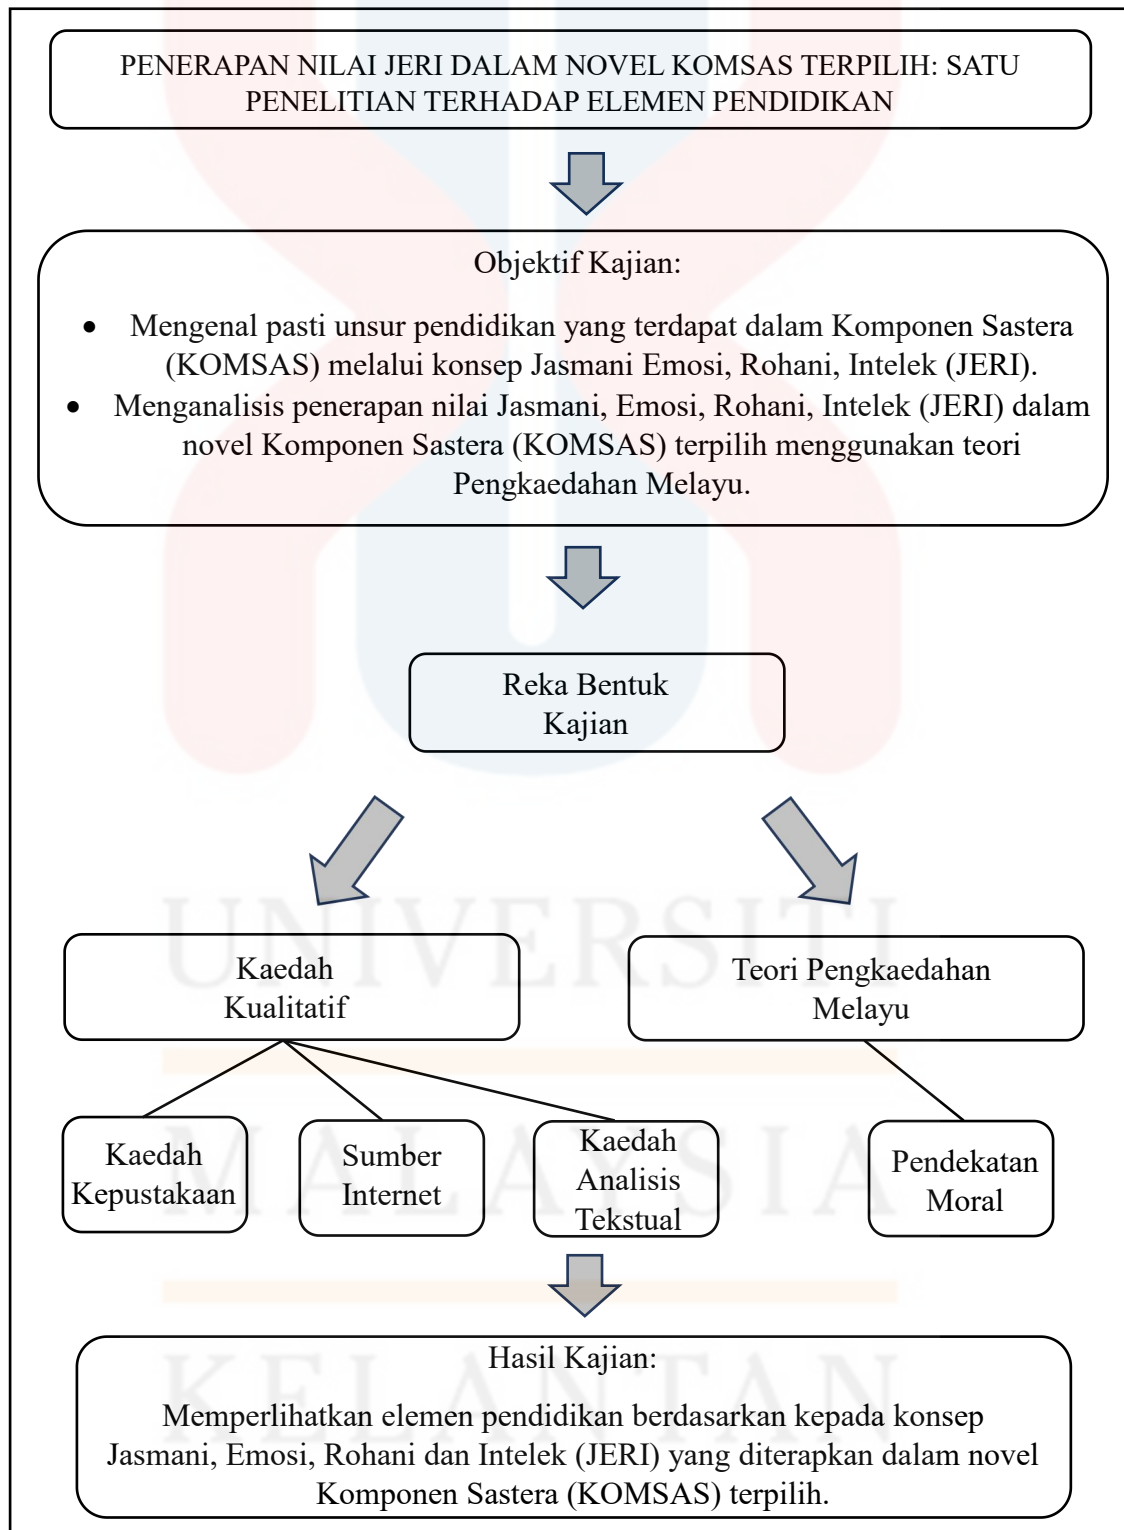 PENERAPAN NILAI JERI DALAM NOVEL KOMSAS TERPILIH: SATU
PENELITIAN TERHADAP ELEMEN PENDIDIKAN
Objektif Kajian:
• Mengenal pasti unsur pendidikan yang terdapat dalam Komponen Sastera
(KOMSAS) melalui konsep Jasmani Emosi, Rohani, Intelek (JERI).
• Menganalisis penerapan nilai Jasmani, Emosi, Rohani, Intelek (JERI) dalam
novel Komponen Sastera (KOMSAS) terpilih menggunakan teori
Pengkaedahan Melayu.
Reka Bentuk
Kajian
Kaedah
Kualitatif
Teori Pengkaedahan
Melayu
Kaedah
Kepustakaan
Sumber
Internet
Kaedah
Analisis
Tekstual
Pendekatan
Moral
Hasil Kajian:
Memperlihatkan elemen pendidikan berdasarkan kepada konsep
Jasmani, Emosi, Rohani dan Intelek (JERI) yang diterapkan dalam novel
Komponen Sastera (KOMSAS) terpilih.
UNIVERSITI
MALAYSIA
KELANTAN